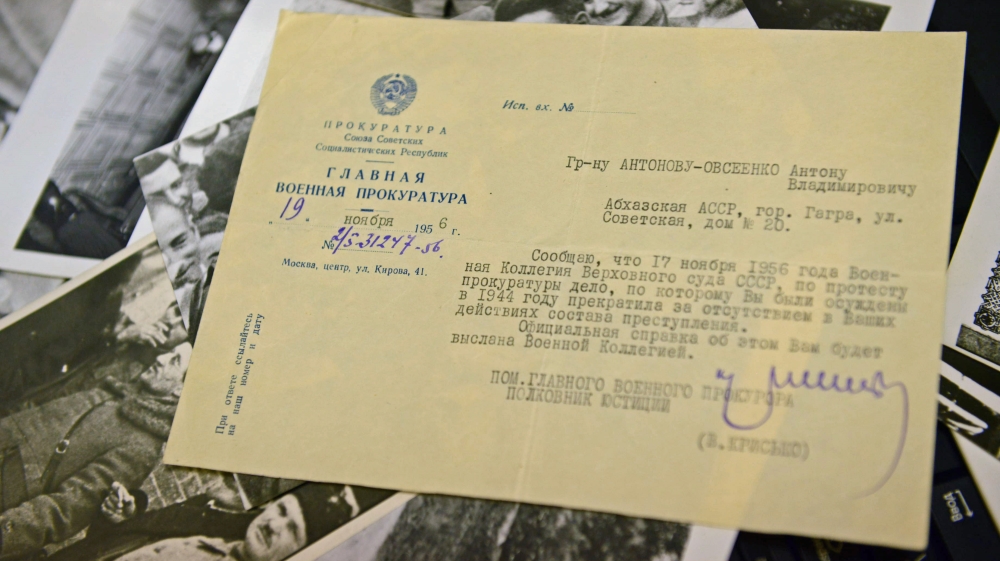 ПРОКУРАТУРА
Союза Советских
Социалистических Республик
ГЛАВНАЯ
ВОЕННАЯ ПРОКУРАТУРА
„ 19 “ ноября 1956 г.
№ 2/5-31247-56.
Москва, центр, ул. Кирова, 41.
При ответе ссылайтесь
на наш номер и дату
Исп. вх. №
Гр-ну АНТОНОВУ-ОВСЕЕНКО Антону
Владимировичу
Абхазская АССР, гор. Гагра, ул.
Советская, дом № 20.
Сообщаю, что 17 ноября 1956 года Воен-
ная Коллегия Верховного суда СССР, по протесту
прокуратуры дело, по которому Вы были осуждены
в 1944 году прекратила за отсутствием в Ваших
действиях состава преступления.
Официальная справка об этом Вам будет
выслана Военной Коллегией.
ПОМ.ГЛАВНОГО ВОЕННОГО ПРОКУРОРА
ПОЛКОВНИК ЮСТИЦИИ
Ввод